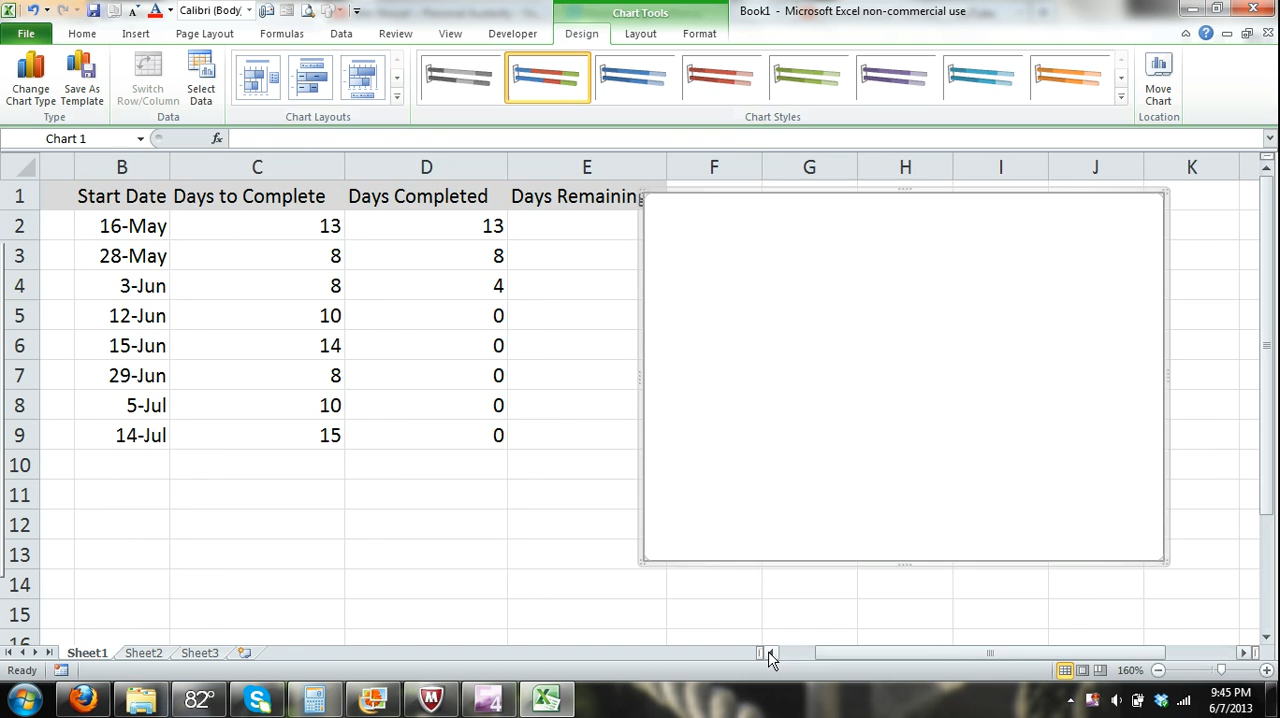 Calibri (Body)
Chart Tools
Book1 - Microsoft Excel non-commercial use
File Home Insert Page Layout Formulas Data Review View Developer Design Layout Format
Change Chart Type
Save As Template
Switch Row/Column
Select Data
Move Chart
Type Data Chart Layouts Chart Styles Location
Chart 1 fx
B C D E F G H I J K
1 Start Date Days to Complete Days Completed Days Remaining
2 16-May 13 13
3 28-May 8 8
4 3-Jun 8 4
5 12-Jun 10 0
6 15-Jun 14 0
7 29-Jun 8 0
8 5-Jul 10 0
9 14-Jul 15 0
10
11
12
13
14
15
16
Sheet1 Sheet2 Sheet3
Ready 160%
82°
9:45 PM
6/7/2013